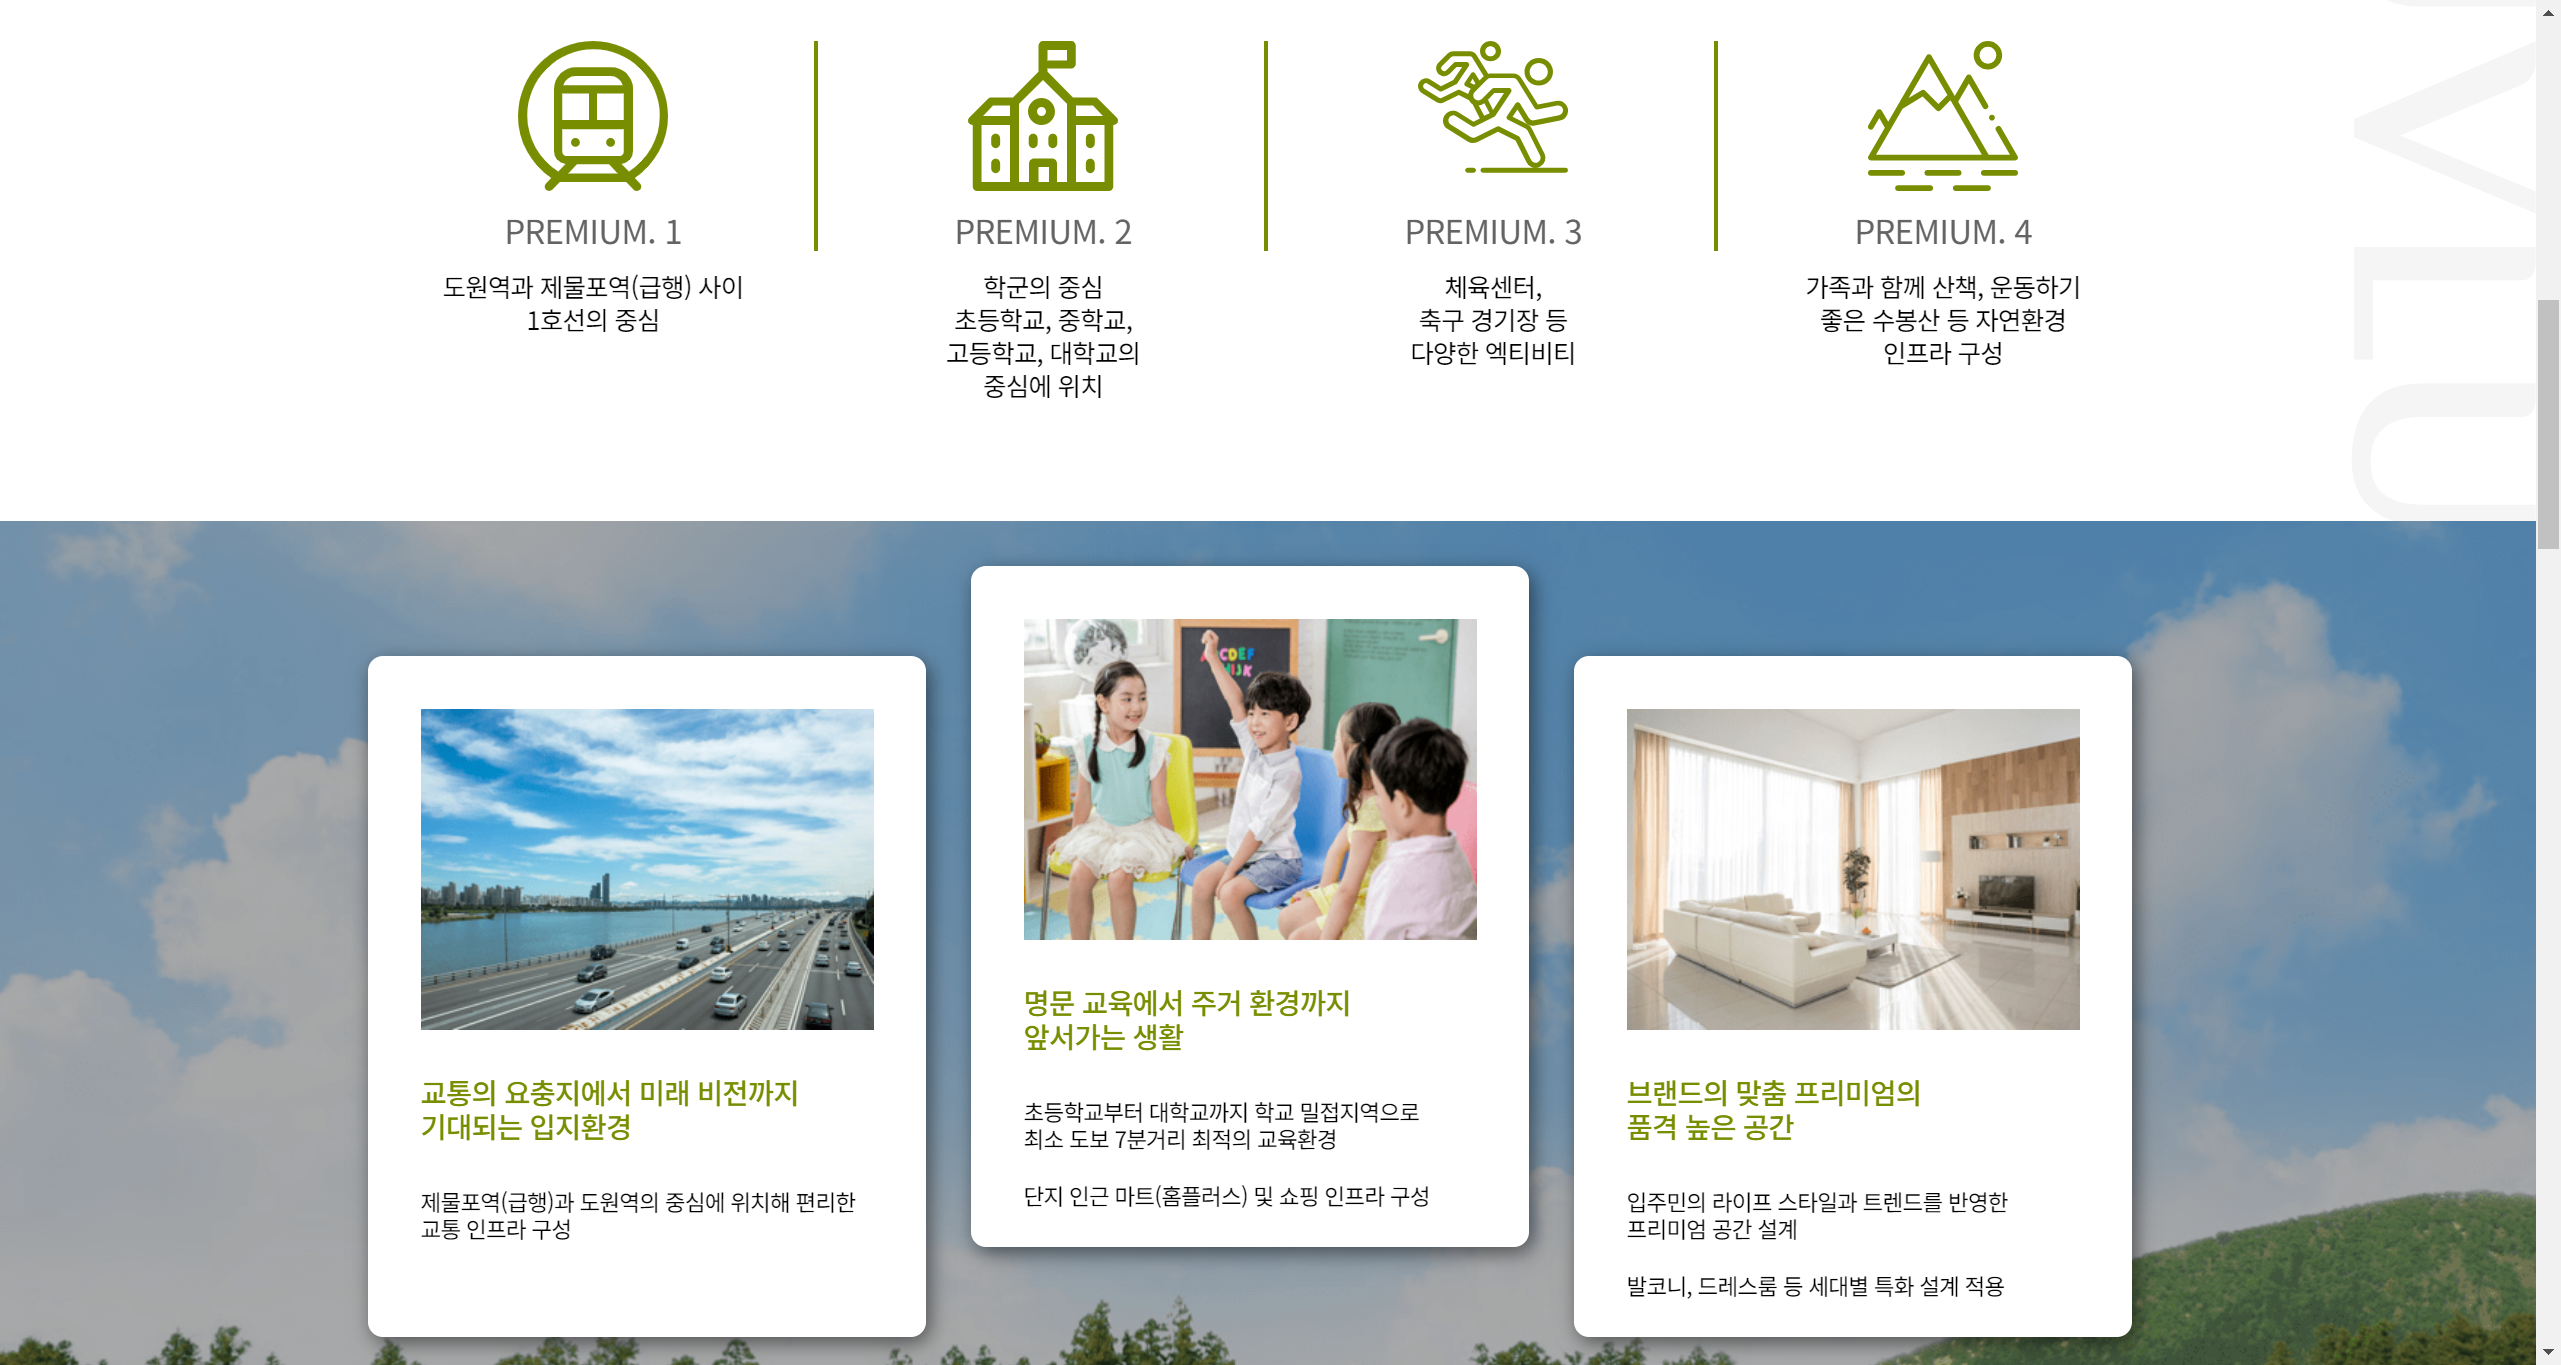 PREMIUM. 1
도원역과 제물포역(급행) 사이
1호선의 중심
PREMIUM. 2
학군의 중심
초등학교, 중학교,
고등학교, 대학교의
중심에 위치
PREMIUM. 3
체육센터,
축구 경기장 등
다양한 엑티비티
PREMIUM. 4
가족과 함께 산책, 운동하기
좋은 수봉산 등 자연환경
인프라 구성
VLU
교통의 요충지에서 미래 비전까지
기대되는 입지환경
제물포역(급행)과 도원역의 중심에 위치해 편리한
교통 인프라 구성
CDEF
IJK
명문 교육에서 주거 환경까지
앞서가는 생활
초등학교부터 대학교까지 학교 밀접지역으로
최소 도보 7분거리 최적의 교육환경
단지 인근 마트(홈플러스) 및 쇼핑 인프라 구성
브랜드의 맞춤 프리미엄의
품격 높은 공간
입주민의 라이프 스타일과 트렌드를 반영한
프리미엄 공간 설계
발코니, 드레스룸 등 세대별 특화 설계 적용